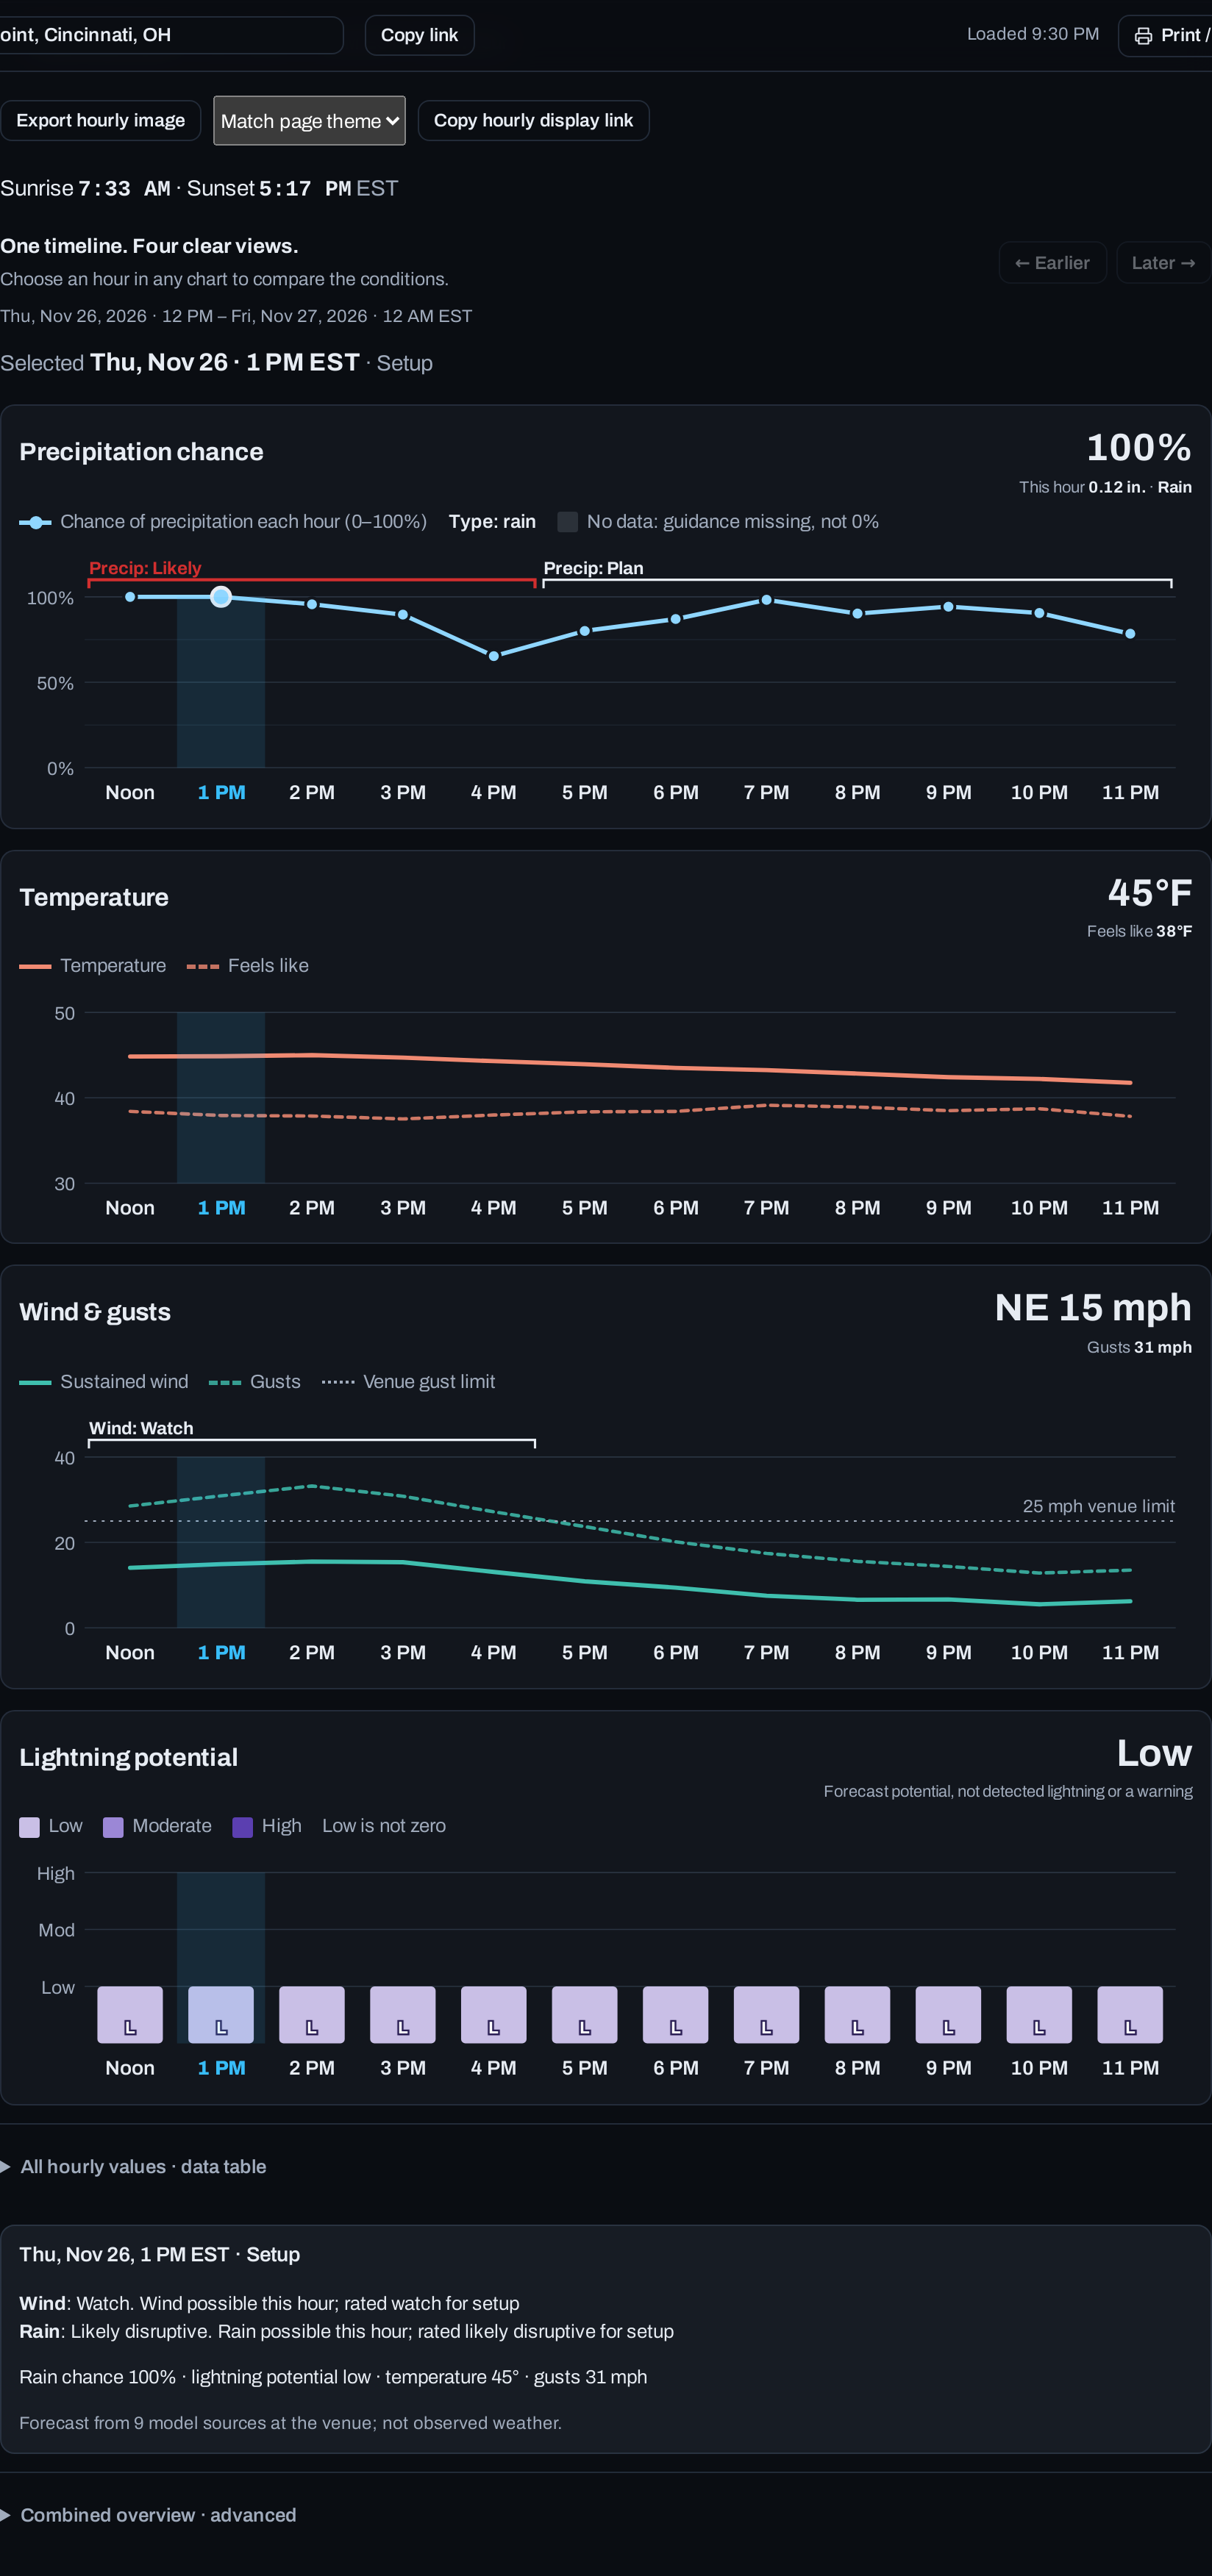 oint, Cincinnati, OH
Copy link
Loaded 9:30 PM
Print /
Export hourly image
Match page theme
Copy hourly display link
Sunrise 7:33 AM · Sunset 5:17 PM EST
One timeline. Four clear views.
Choose an hour in any chart to compare the conditions.
Thu, Nov 26, 2026 · 12 PM – Fri, Nov 27, 2026 · 12 AM EST
← Earlier
Later →
Selected Thu, Nov 26 · 1 PM EST · Setup
Precipitation chance
100%
This hour 0.12 in. · Rain
Chance of precipitation each hour (0–100%) Type: rain No data: guidance missing, not 0%
Precip: Likely
Precip: Plan
100%
50%
0%
Noon 1 PM 2 PM 3 PM 4 PM 5 PM 6 PM 7 PM 8 PM 9 PM 10 PM 11 PM
Temperature
45°F
Feels like 38°F
Temperature Feels like
50
40
30
Noon 1 PM 2 PM 3 PM 4 PM 5 PM 6 PM 7 PM 8 PM 9 PM 10 PM 11 PM
Wind & gusts
NE 15 mph
Gusts 31 mph
Sustained wind Gusts Venue gust limit
Wind: Watch
40
25 mph venue limit
20
0
Noon 1 PM 2 PM 3 PM 4 PM 5 PM 6 PM 7 PM 8 PM 9 PM 10 PM 11 PM
Lightning potential
Low
Forecast potential, not detected lightning or a warning
Low Moderate High Low is not zero
High
Mod
Low
L L L L L L L L L L L L
Noon 1 PM 2 PM 3 PM 4 PM 5 PM 6 PM 7 PM 8 PM 9 PM 10 PM 11 PM
All hourly values · data table
Thu, Nov 26, 1 PM EST · Setup
Wind: Watch. Wind possible this hour; rated watch for setup
Rain: Likely disruptive. Rain possible this hour; rated likely disruptive for setup
Rain chance 100% · lightning potential low · temperature 45° · gusts 31 mph
Forecast from 9 model sources at the venue; not observed weather.
Combined overview · advanced